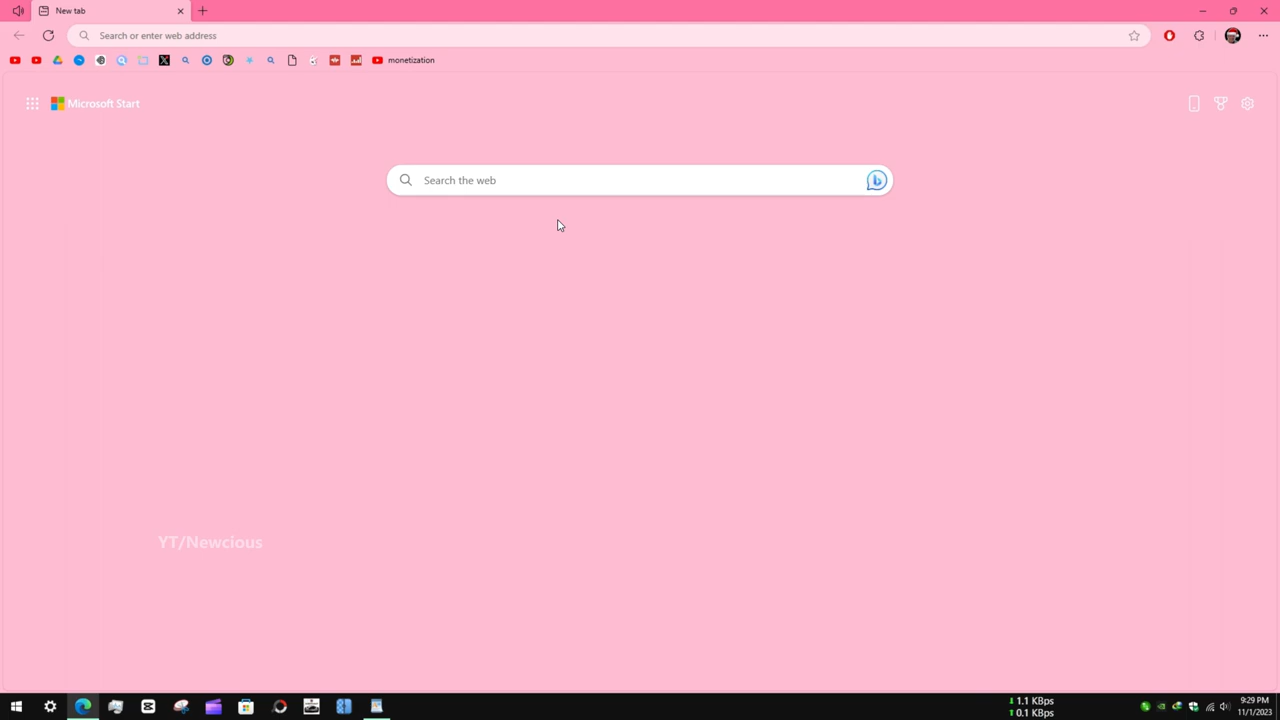 New tab
Search or enter web address
monetization
Microsoft Start
Search the web
YT/Newcious
1.1 KBps
0.1 KBps
9:29 PM
11/1/2023